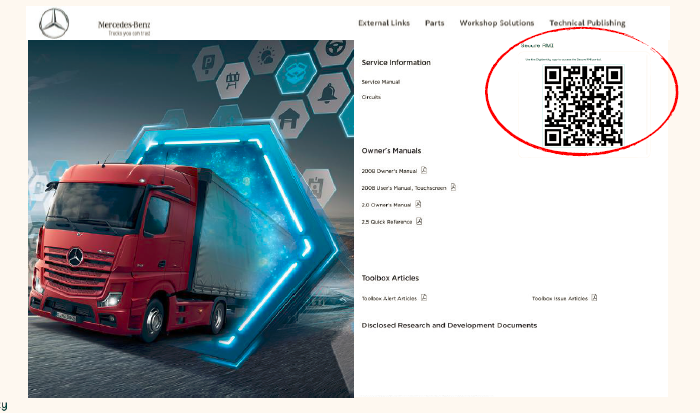 Mercedes-Benz
Trucks you can trust
External Links Parts Workshop Solutions Technical Publishing
Secure RMI
Service Information
Service Manual
Circuits
Owner's Manuals
2008 Owner's Manual
2008 User's Manual, Touchscreen
2.0 Owner's Manual
2.5 Quick Reference
Toolbox Articles
Toolbox Alert Articles Toolbox Issue Articles
Disclosed Research and Development Documents